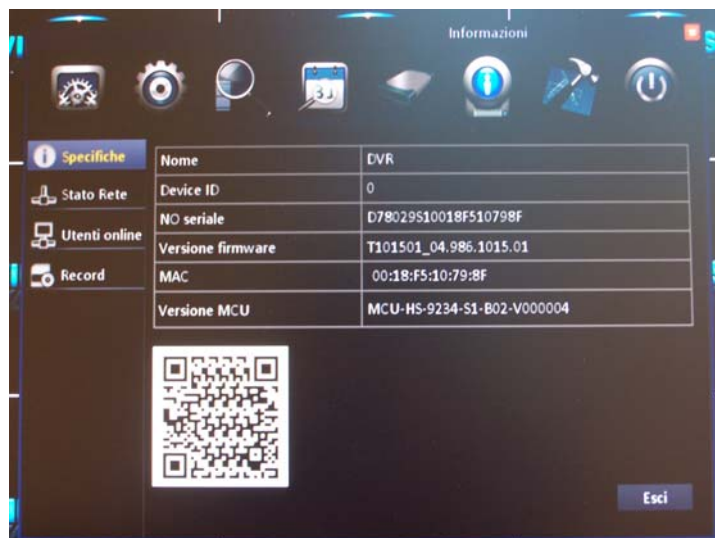 Informazioni
Specifiche
Stato Rete
Utenti online
Record
Nome DVR
Device ID 0
NO seriale D78029S10018F510798F
Versione firmware T101501_04.986.1015.01
MAC 00:18:F5:10:79:8F
Versione MCU MCU-HS-9234-S1-B02-V000004
Esci